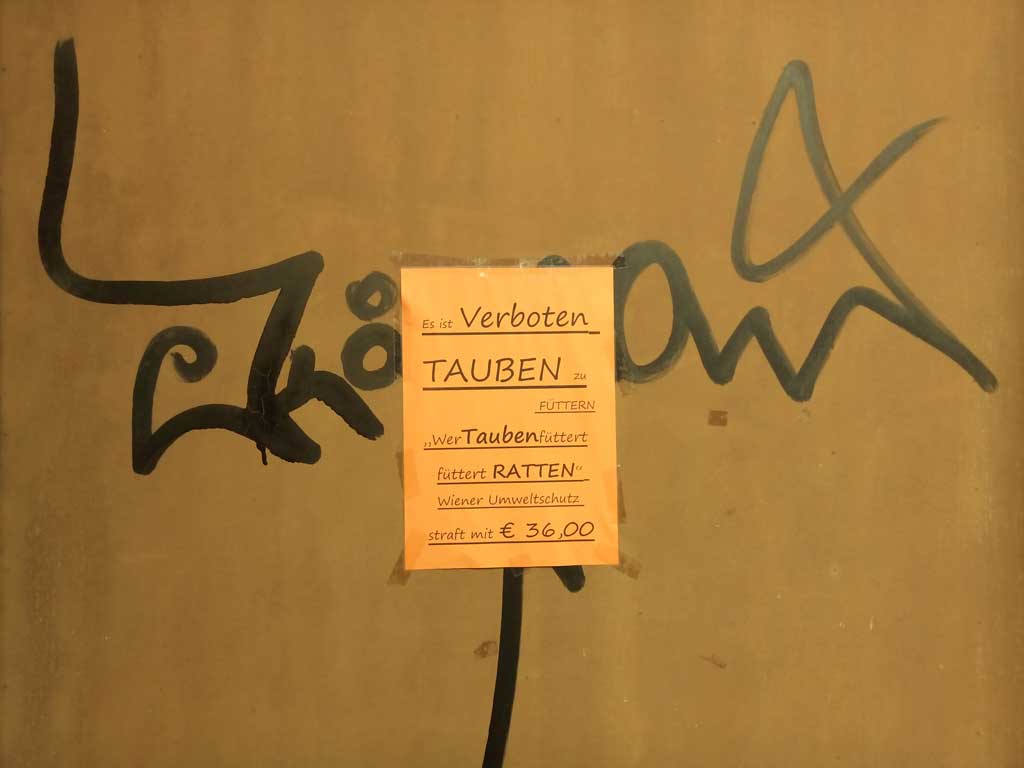 Es ist Verboten
TAUBEN zu
FÜTTERN
„Wer Tauben füttert
füttert RATTEN“
Wiener Umweltschutz
straft mit € 36,00